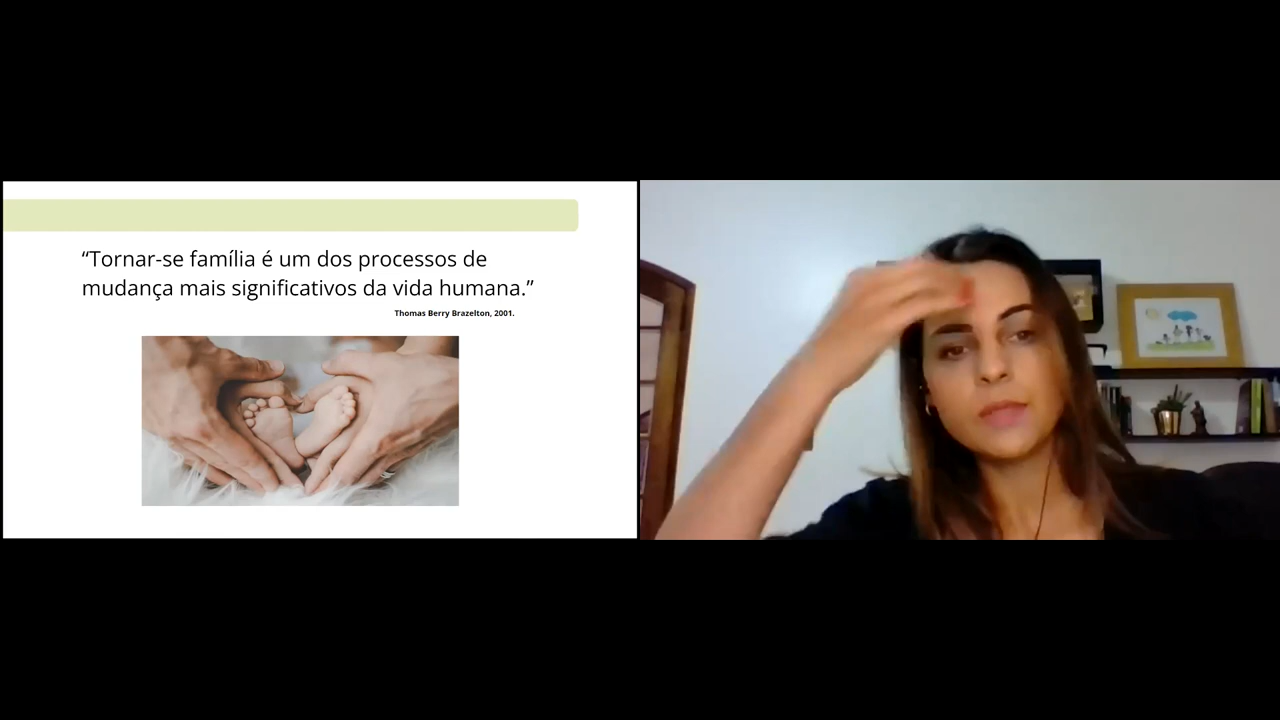 “Tornar-se família é um dos processos de
mudança mais significativos da vida humana.”
Thomas Berry Brazelton, 2001.